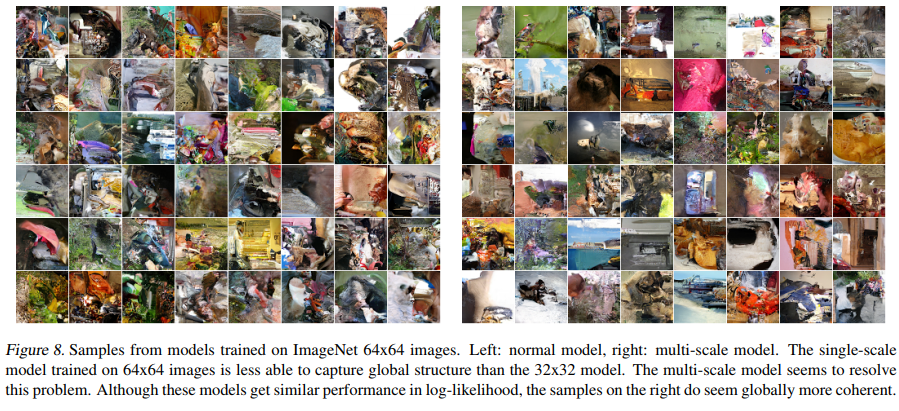 Figure 8. Samples from models trained on ImageNet 64x64 images. Left: normal model, right: multi-scale model. The single-scale
model trained on 64x64 images is less able to capture global structure than the 32x32 model. The multi-scale model seems to resolve
this problem. Although these models get similar performance in log-likelihood, the samples on the right do seem globally more coherent.